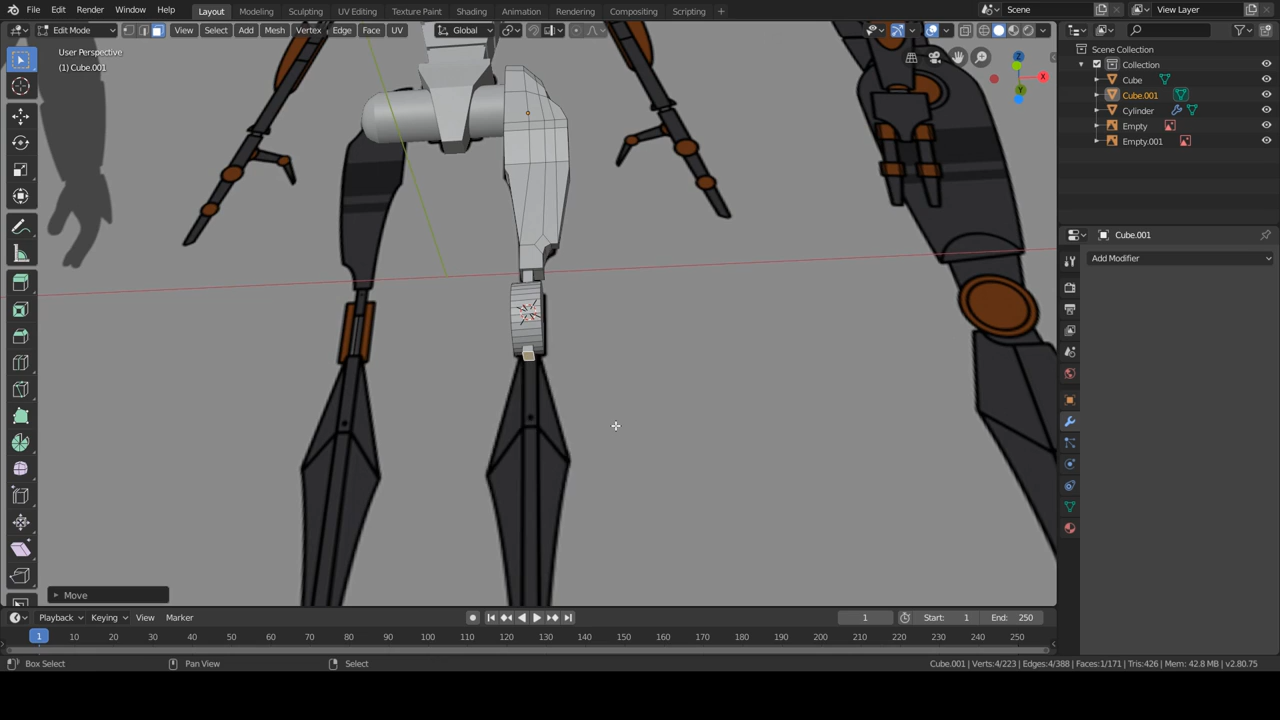 File Edit Render Window Help Layout Modeling Sculpting UV Editing Texture Paint Shading Animation Rendering Compositing Scripting + Scene View Layer
Edit Mode View Select Add Mesh Vertex Edge Face UV Global
User Perspective
(1) Cube.001
X
Y
Z
Scene Collection
Collection
Cube
Cube.001
Cylinder
Empty
Empty.001
Cube.001
Add Modifier
Move
Playback Keying View Marker 1 Start: 1 End: 250
1 10 20 30 40 50 60 70 80 90 100 110 120 130 140 150 160 170 180 190 200 210 220 230 240 250
Box Select Pan View Select Cube.001 | Verts:4/223 | Edges:4/388 | Faces:1/171 | Tris:426 | Mem: 42.8 MB | v2.80.75